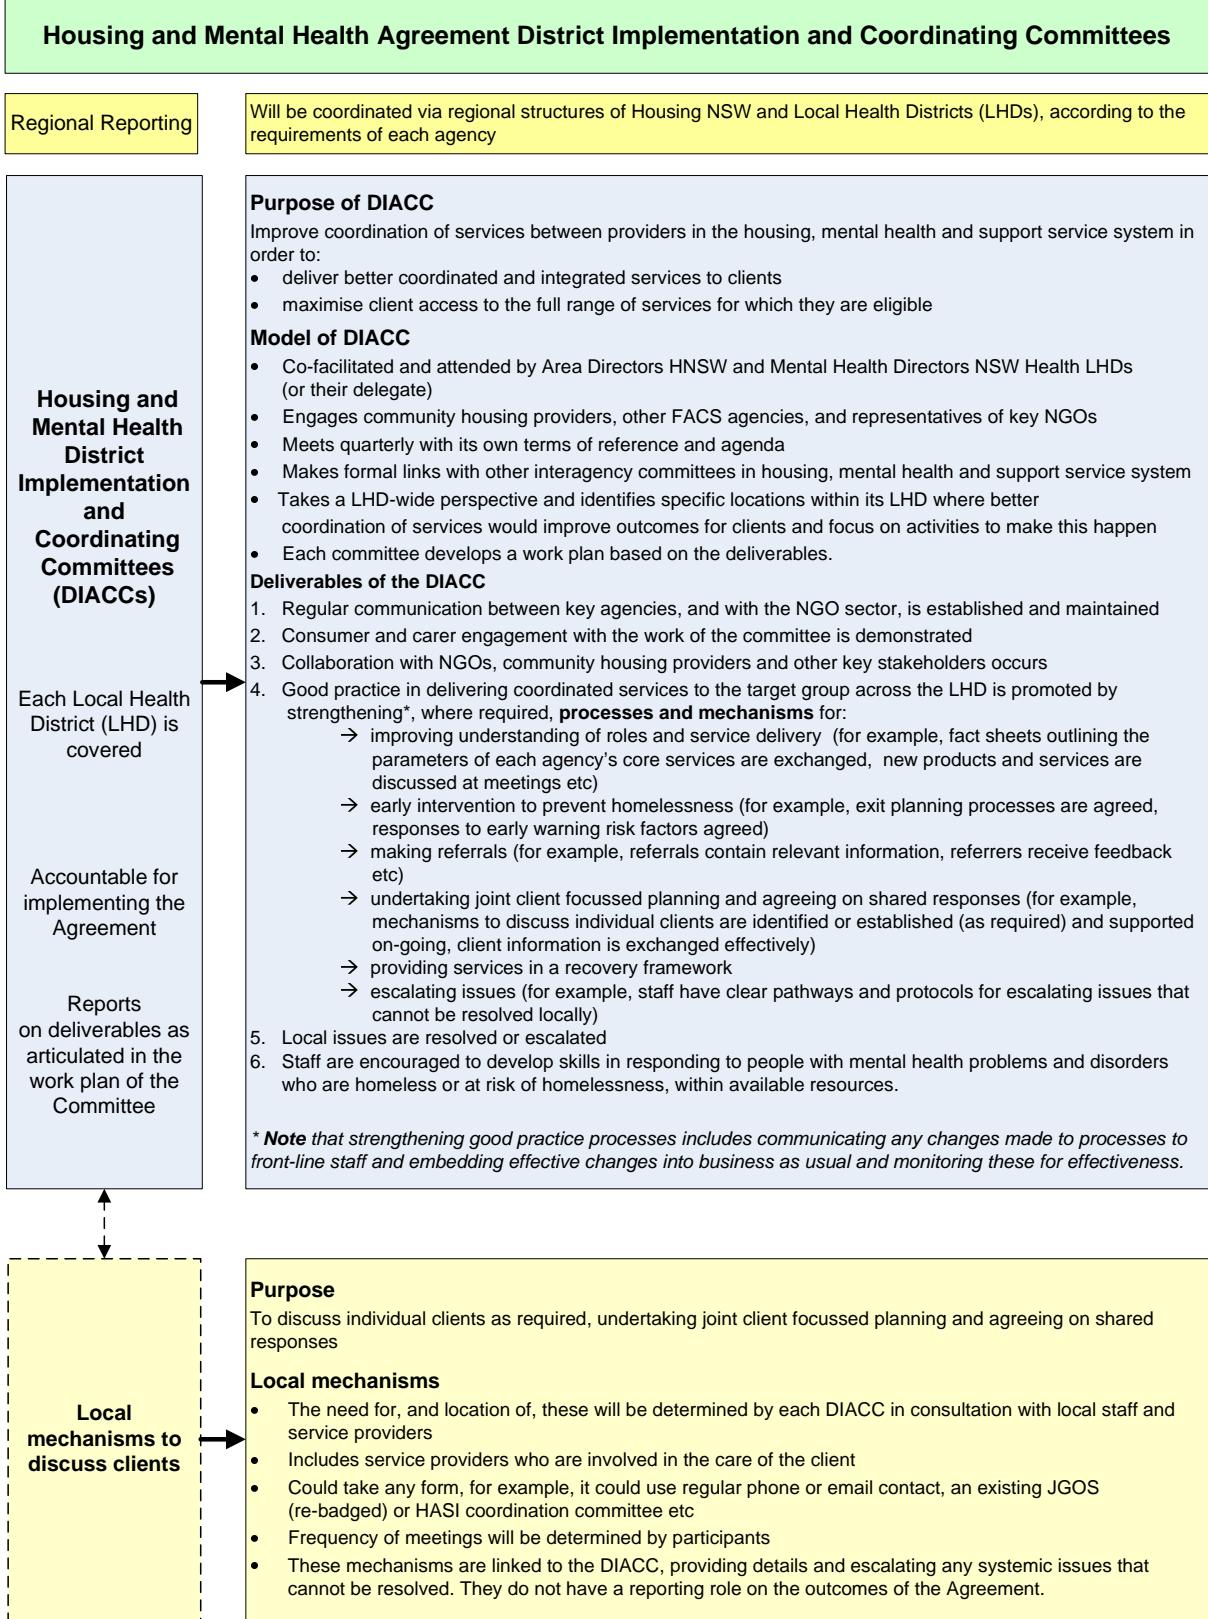 Housing and Mental Health Agreement District Implementation and Coordinating Committees
Regional Reporting
Will be coordinated via regional structures of Housing NSW and Local Health Districts (LHDs), according to the
requirements of each agency
Housing and
Mental Health
District
Implementation
and
Coordinating
Committees
(DIACCs)
Each Local Health
District (LHD) is
covered
Accountable for
implementing the
Agreement
Reports
on deliverables as
articulated in the
work plan of the
Committee
Purpose of DIACC
Improve coordination of services between providers in the housing, mental health and support service system in
order to:
• deliver better coordinated and integrated services to clients
• maximise client access to the full range of services for which they are eligible
Model of DIACC
• Co-facilitated and attended by Area Directors HNSW and Mental Health Directors NSW Health LHDs
(or their delegate)
• Engages community housing providers, other FACS agencies, and representatives of key NGOs
• Meets quarterly with its own terms of reference and agenda
• Makes formal links with other interagency committees in housing, mental health and support service system
• Takes a LHD-wide perspective and identifies specific locations within its LHD where better
coordination of services would improve outcomes for clients and focus on activities to make this happen
• Each committee develops a work plan based on the deliverables.
Deliverables of the DIACC
1. Regular communication between key agencies, and with the NGO sector, is established and maintained
2. Consumer and carer engagement with the work of the committee is demonstrated
3. Collaboration with NGOs, community housing providers and other key stakeholders occurs
4. Good practice in delivering coordinated services to the target group across the LHD is promoted by
strengthening*, where required, processes and mechanisms for:
→ improving understanding of roles and service delivery (for example, fact sheets outlining the
parameters of each agency's core services are exchanged, new products and services are
discussed at meetings etc)
→ early intervention to prevent homelessness (for example, exit planning processes are agreed,
responses to early warning risk factors agreed)
→ making referrals (for example, referrals contain relevant information, referrers receive feedback
etc)
→ undertaking joint client focussed planning and agreeing on shared responses (for example,
mechanisms to discuss individual clients are identified or established (as required) and supported
on-going, client information is exchanged effectively)
→ providing services in a recovery framework
→ escalating issues (for example, staff have clear pathways and protocols for escalating issues that
cannot be resolved locally)
5. Local issues are resolved or escalated
6. Staff are encouraged to develop skills in responding to people with mental health problems and disorders
who are homeless or at risk of homelessness, within available resources.
* Note that strengthening good practice processes includes communicating any changes made to processes to
front-line staff and embedding effective changes into business as usual and monitoring these for effectiveness.
Local
mechanisms to
discuss clients
Purpose
To discuss individual clients as required, undertaking joint client focussed planning and agreeing on shared
responses
Local mechanisms
• The need for, and location of, these will be determined by each DIACC in consultation with local staff and
service providers
• Includes service providers who are involved in the care of the client
• Could take any form, for example, it could use regular phone or email contact, an existing JGOS
(re-badged) or HASI coordination committee etc
• Frequency of meetings will be determined by participants
• These mechanisms are linked to the DIACC, providing details and escalating any systemic issues that
cannot be resolved. They do not have a reporting role on the outcomes of the Agreement.